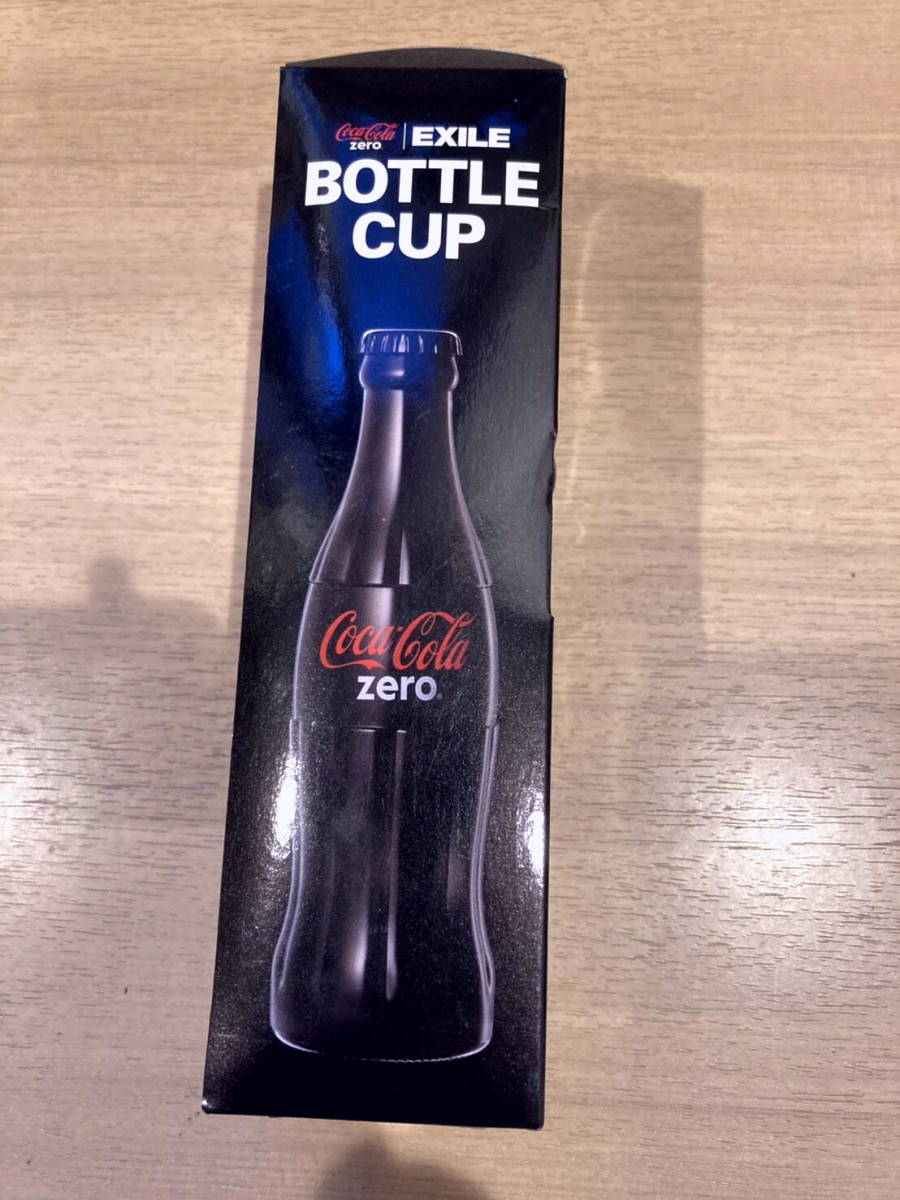 Coca-Cola zero | EXILE
BOTTLE
CUP
Coca-Cola
zero